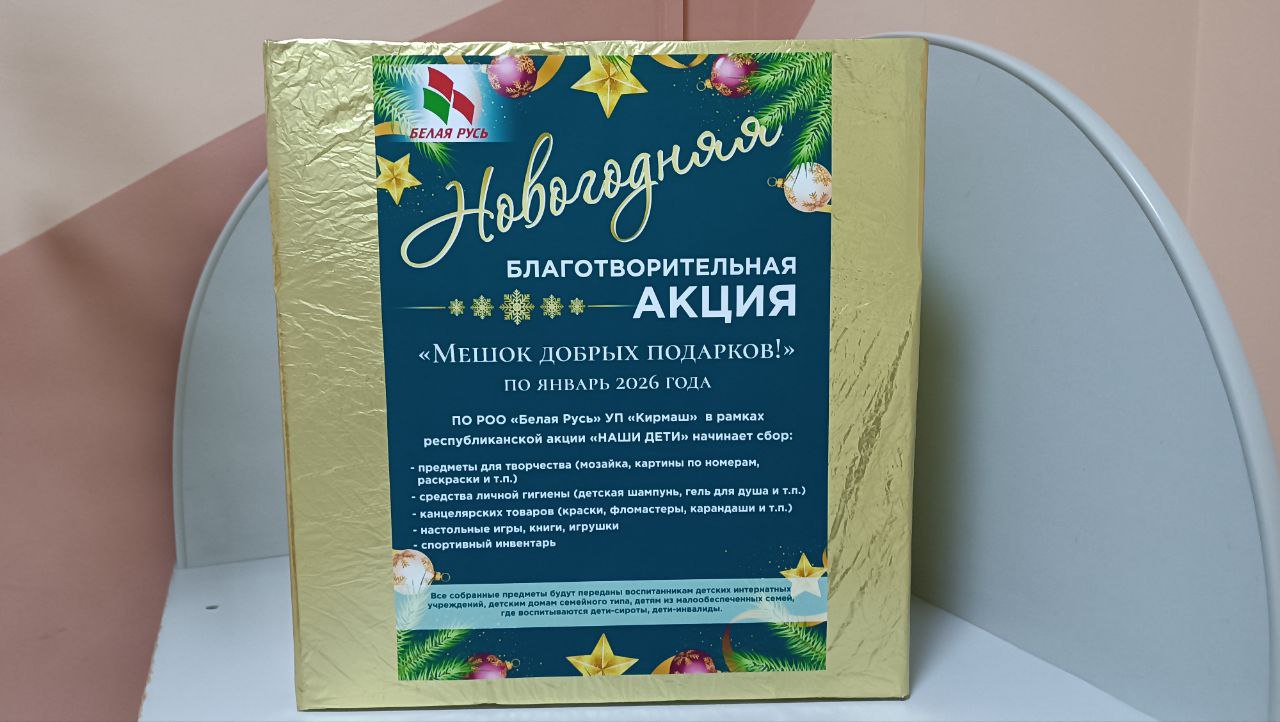 БЕЛАЯ РУСЬ
Новогодняя
БЛАГОТВОРИТЕЛЬНАЯ
АКЦИЯ
«Мешок добрых подарков!»
по январь 2026 года
ПО РОО «Белая Русь» УП «Кирмаш» в рамках
республиканской акции «НАШИ ДЕТИ» начинает сбор:
- предметы для творчества (мозайка, картины по номерам,
раскраски и т.п.)
- средства личной гигиены (детская шампунь, гель для душа и т.п.)
- канцелярских товаров (краски, фломастеры, карандаши и т.п.)
- настольные игры, книги, игрушки
- спортивный инвентарь
Все собранные предметы будут переданы воспитанникам детских интернатных
учреждений, детским домам семейного типа, детям из малообеспеченных семей,
где воспитываются дети-сироты, дети-инвалиды.